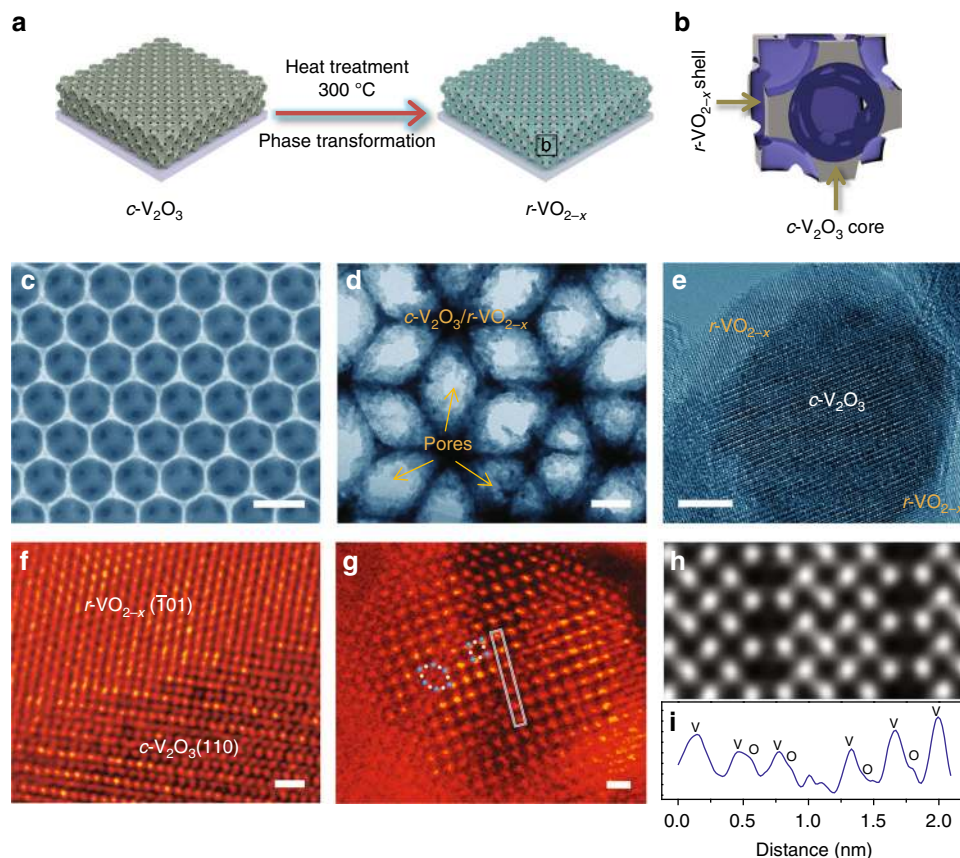 a
Heat treatment
300 °C
Phase transformation
b
c-V₂O₃
r-VO₂₋ₓ
b
r-VO₂₋ₓ shell
c-V₂O₃ core
c
d
c-V₂O₃/r-VO₂₋ₓ
Pores
e
r-VO₂₋ₓ
c-V₂O₃
r-VO₂₋ₓ
f
r-VO₂₋ₓ (1̅01)
c-V₂O₃(110)
g
h
i
V
V O
V
O
V
O
V
O
V
0.0 0.5 1.0 1.5 2.0
Distance (nm)